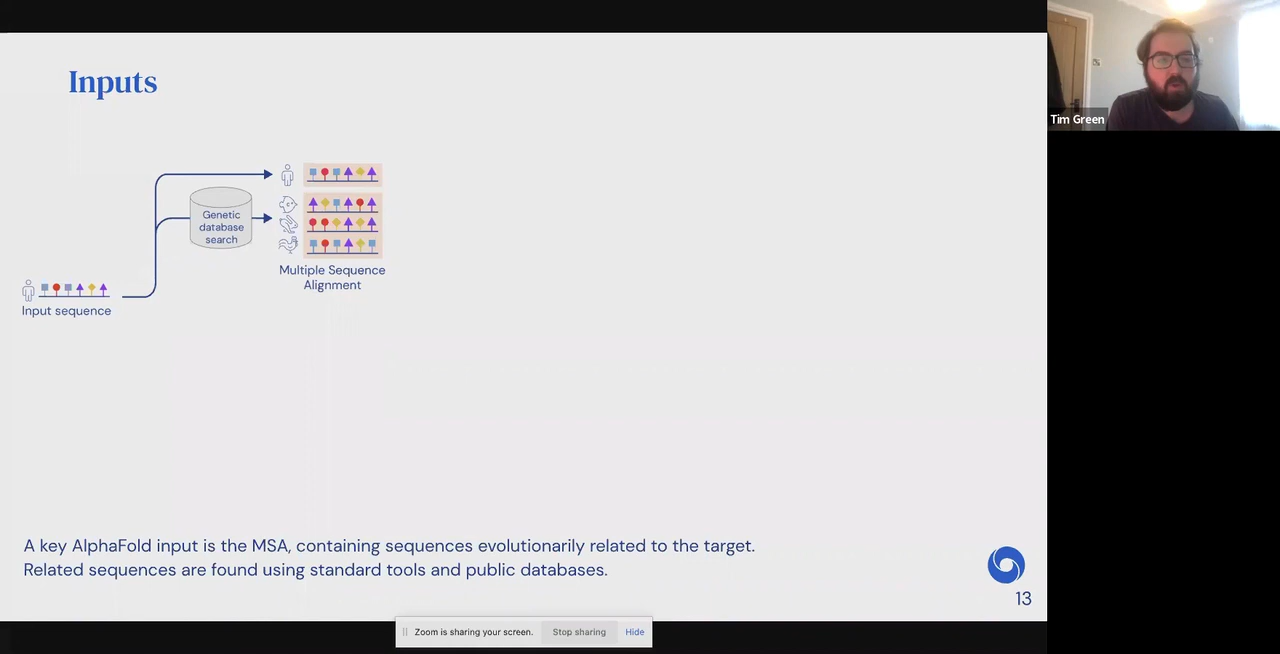 Inputs
Tim Green
Genetic
database
search
Multiple Sequence
Alignment
Input sequence
A key AlphaFold input is the MSA, containing sequences evolutionarily related to the target.
Related sequences are found using standard tools and public databases.
13
Zoom is sharing your screen. Stop sharing Hide